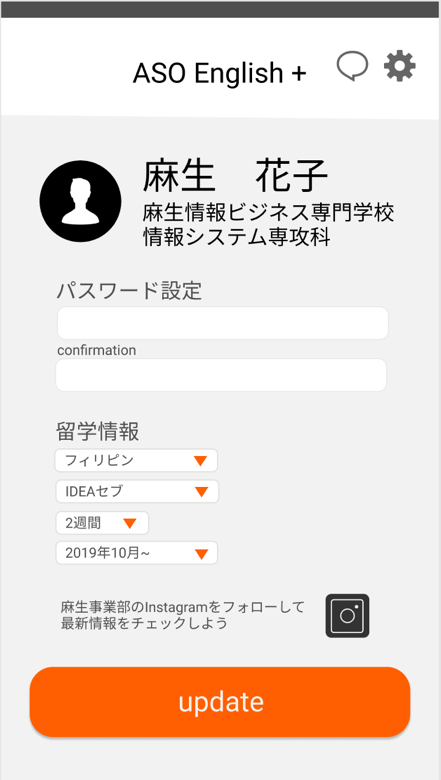 ASO English +
麻生　花子
麻生情報ビジネス専門学校
情報システム専攻科
パスワード設定
confirmation
留学情報
フィリピン
IDEAセブ
2週間
2019年10月~
麻生事業部のInstagramをフォローして
最新情報をチェックしよう
update